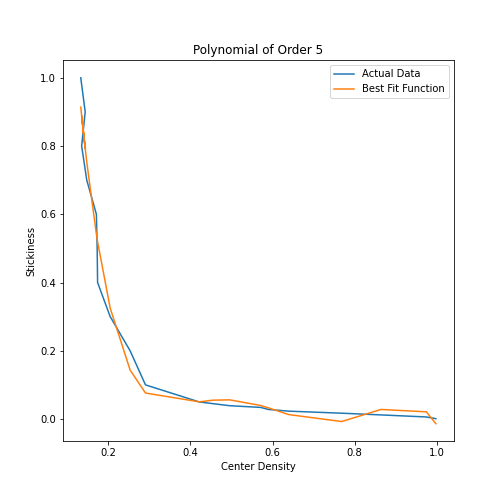 Polynomial of Order 5
Actual Data
Best Fit Function
1.0
0.8
0.6
0.4
0.2
0.0
Stickiness
0.2
0.4
0.6
0.8
1.0
Center Density